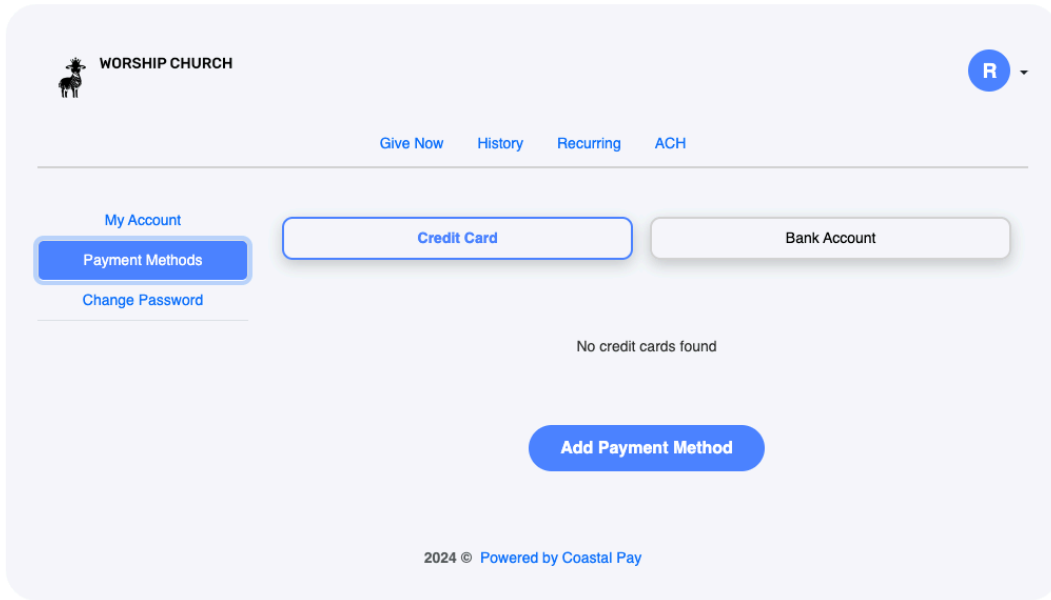 WORSHIP CHURCH
R
Give Now History Recurring ACH
My Account
Payment Methods
Change Password
Credit Card Bank Account
No credit cards found
Add Payment Method
2024 © Powered by Coastal Pay